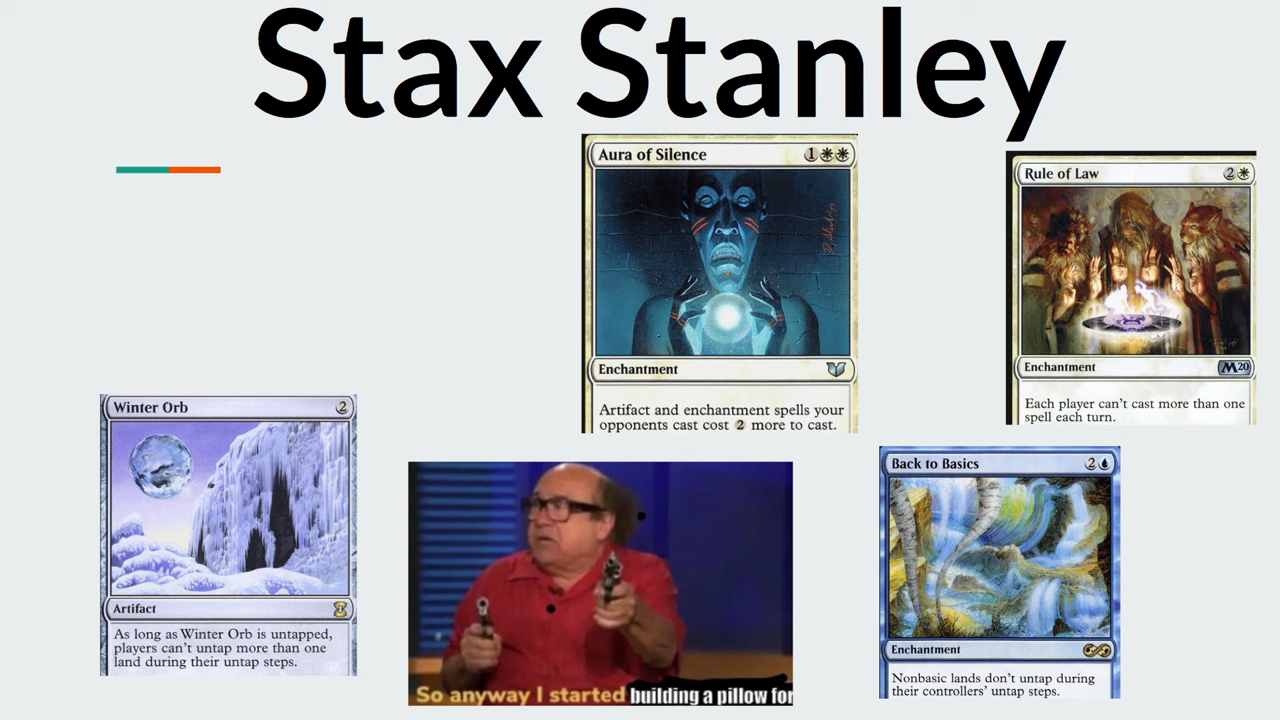 Stax Stanley
Aura of Silence 1
Enchantment
Artifact and enchantment spells your
opponents cast cost 2 more to cast.
Rule of Law 2
Enchantment M20
Each player can't cast more than one
spell each turn.
Winter Orb 2
Artifact
As long as Winter Orb is untapped,
players can't untap more than one
land during their untap steps.
So anyway I started building a pillow for
Back to Basics 2
Enchantment
Nonbasic lands don't untap during
their controllers' untap steps.